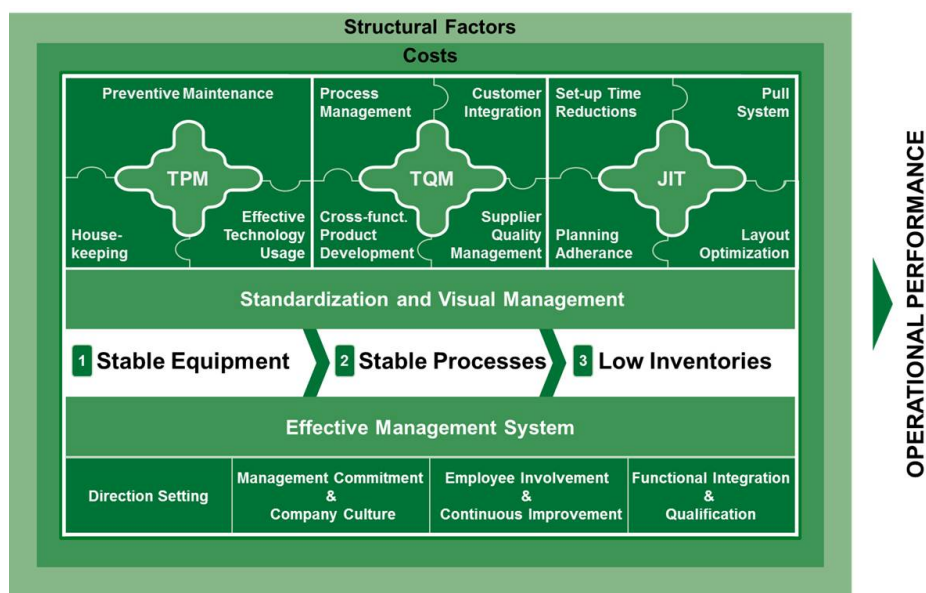 Structural Factors
Costs
Preventive Maintenance
TPM
House-
keeping
Effective
Technology
Usage
Process
Management
Customer
Integration
TQM
Cross-funct.
Product
Development
Supplier
Quality
Management
Set-up Time
Reductions
Pull
System
JIT
Planning
Adherance
Layout
Optimization
Standardization and Visual Management
1 Stable Equipment
2 Stable Processes
3 Low Inventories
Effective Management System
Direction Setting
Management Commitment
&
Company Culture
Employee Involvement
&
Continuous Improvement
Functional Integration
&
Qualification
OPERATIONAL PERFORMANCE